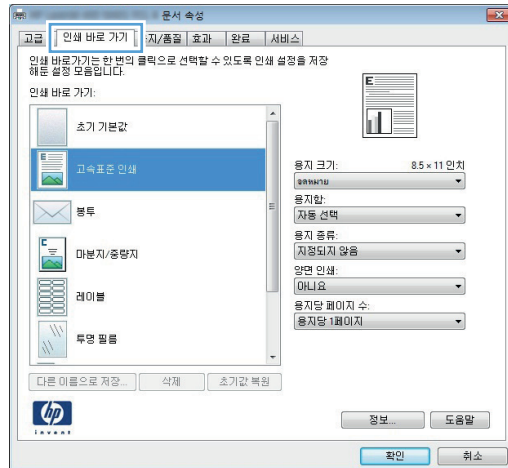 문서 속성
고급
인쇄 바로 가기
지/품질
효과
완료
서비스
인쇄 바로가기는 한 번의 클릭으로 선택할 수 있도록 인쇄 설정을 저장
해둔 설정 모음입니다.
인쇄 바로 가기:
초기 기본값
고속표준 인쇄
봉투
마분지/중량지
레이블
투명 필름
다른 이름으로 저장...
삭제
초기값 복원
E
용지 크기:
8.5 × 11 인치
จดหมาย
용지함:
자동 선택
용지 종류:
지정되지 않음
양면 인쇄:
아니요
용지당 페이지 수:
용지당 1페이지
hp
invent
정보...
도움말
확인
취소